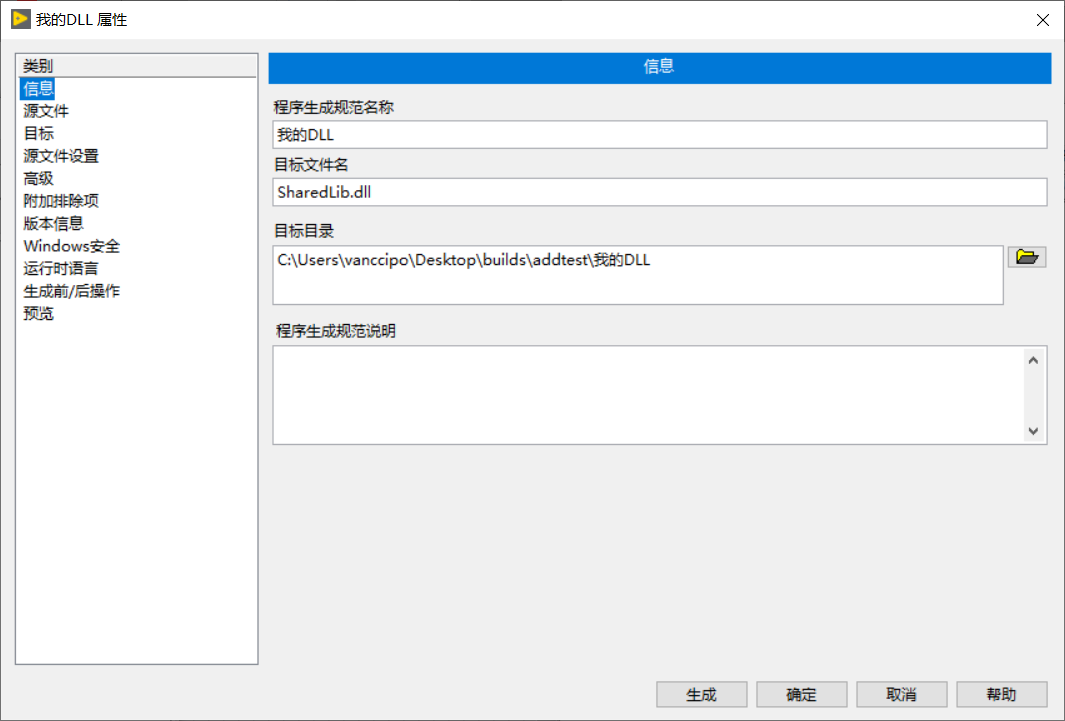 我的DLL 属性
类别
信息
源文件
目标
源文件设置
高级
附加排除项
版本信息
Windows安全
运行时语言
生成前/后操作
预览
信息
程序生成规范名称
我的DLL
目标文件名
SharedLib.dll
目标目录
C:\Users\vanccipo\Desktop\builds\addtest\我的DLL
程序生成规范说明
生成
确定
取消
帮助